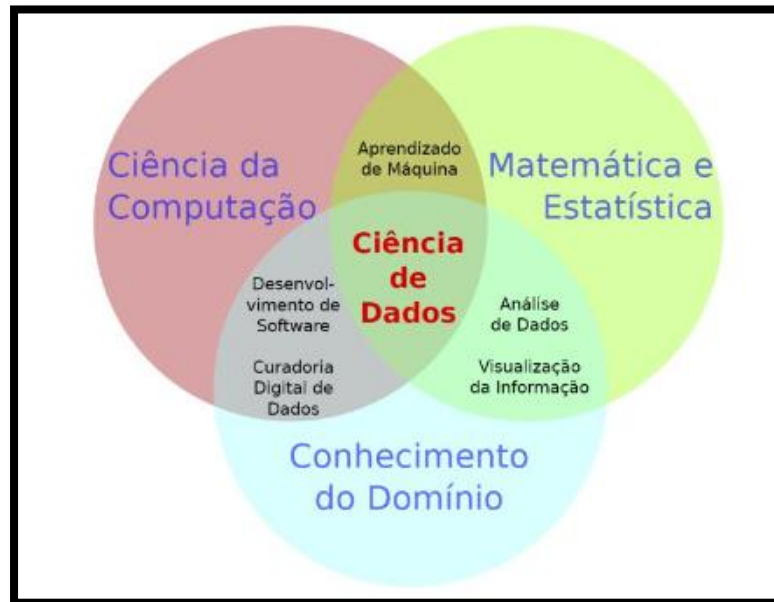 Aprendizado
de Máquina
Ciência da
Computação
Matemática e
Estatística
Ciência
de
Dados
Desenvol-
vimento de
Software
Curadoria
Digital de
Dados
Análise
de Dados
Visualização
da Informação
Conhecimento
do Domínio